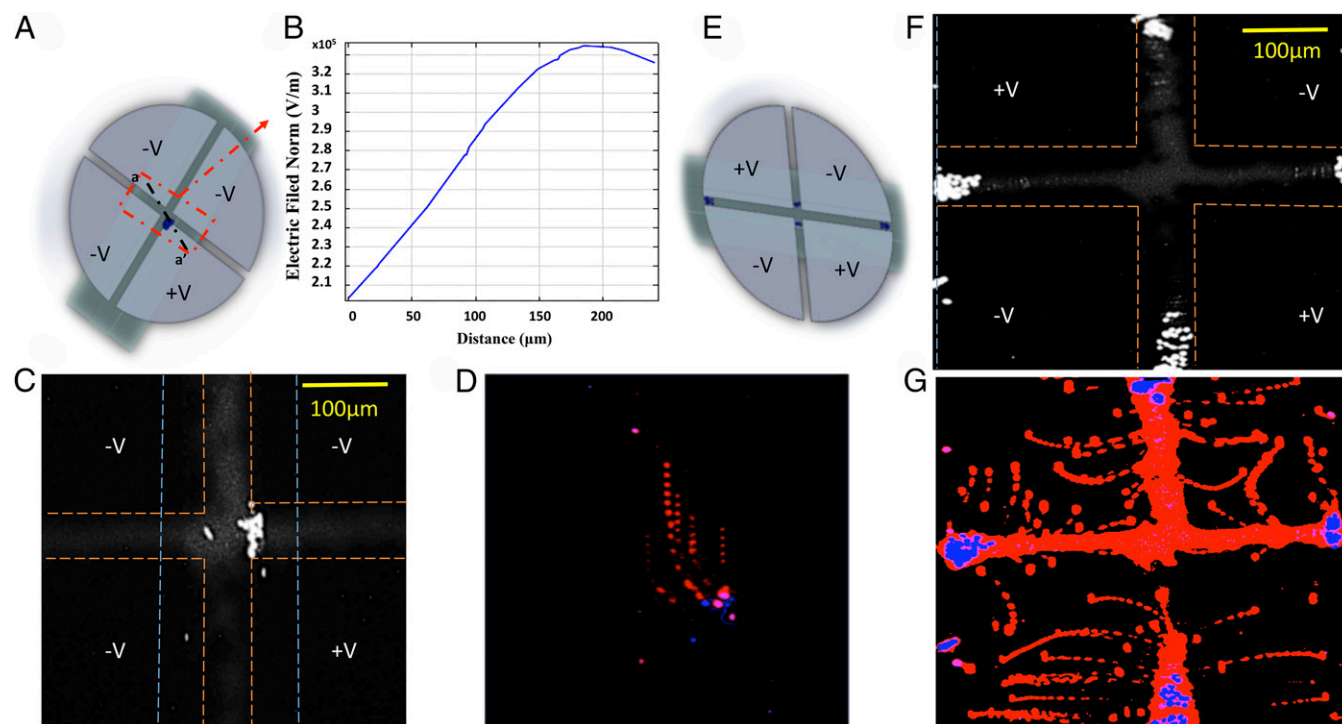 A
-V
a
-V
-V
a'
+V
B
x10⁵
3.2
3.1
3
2.9
2.8
2.7
2.6
2.5
2.4
2.3
2.2
2.1
Electric Filed Norm (V/m)
0
50
100
150
200
Distance (µm)
E
+V
-V
-V
+V
F
100µm
+V
-V
-V
+V
C
100µm
-V
-V
-V
+V
D
G